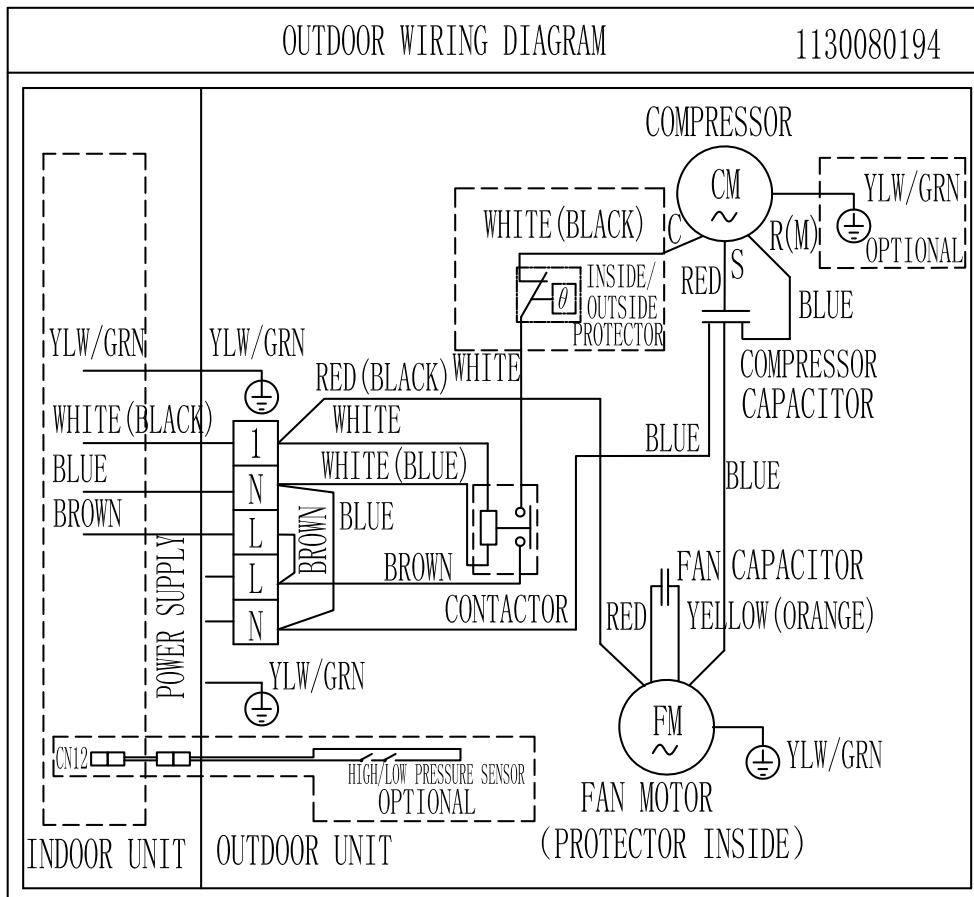 OUTDOOR WIRING DIAGRAM
1130080194
COMPRESSOR
CM
YLW/GRN
OPTIONAL
WHITE(BLACK)
C
R(M)
S
RED
BLUE
θ
INSIDE/
OUTSIDE
PROTECTOR
COMPRESSOR
CAPACITOR
YLW/GRN
YLW/GRN
RED(BLACK)
WHITE
WHITE(BLACK)
1
WHITE
BLUE
BLUE
N
WHITE(BLUE)
BLUE
BROWN
L
BROWN
BLUE
POWER SUPPLY
L
BROWN
FAN CAPACITOR
N
CONTACTOR
RED
YELLOW(ORANGE)
YLW/GRN
FM
YLW/GRN
CN12
HIGH/LOW PRESSURE SENSOR
OPTIONAL
FAN MOTOR
(PROTECTOR INSIDE)
INDOOR UNIT
OUTDOOR UNIT